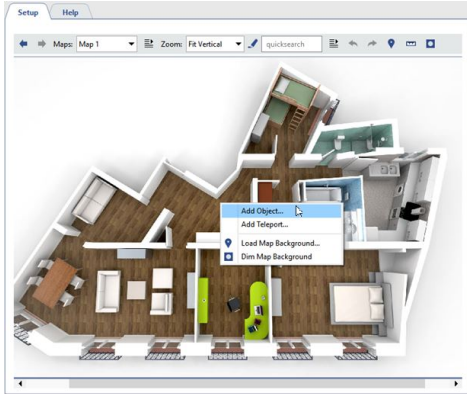 Setup Help
Maps: Map 1 Zoom: Fit Vertical quicksearch
Add Object...
Add Teleport...
Load Map Background...
Dim Map Background